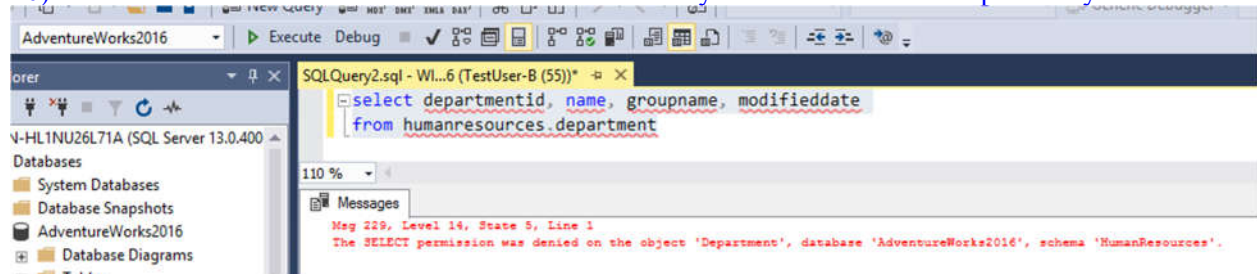 New Query
Generic Debugger
AdventureWorks2016 Execute Debug
orer SQLQuery2.sql - WI...6 (TestUser-B (55))*
select departmentid, name, groupname, modifieddate
from humanresources.department
N-HL1NU26L71A (SQL Server 13.0.400
Databases
System Databases
Database Snapshots
AdventureWorks2016
Database Diagrams
110 %
Messages
Msg 229, Level 14, State 5, Line 1
The SELECT permission was denied on the object 'Department', database 'AdventureWorks2016', schema 'HumanResources'.